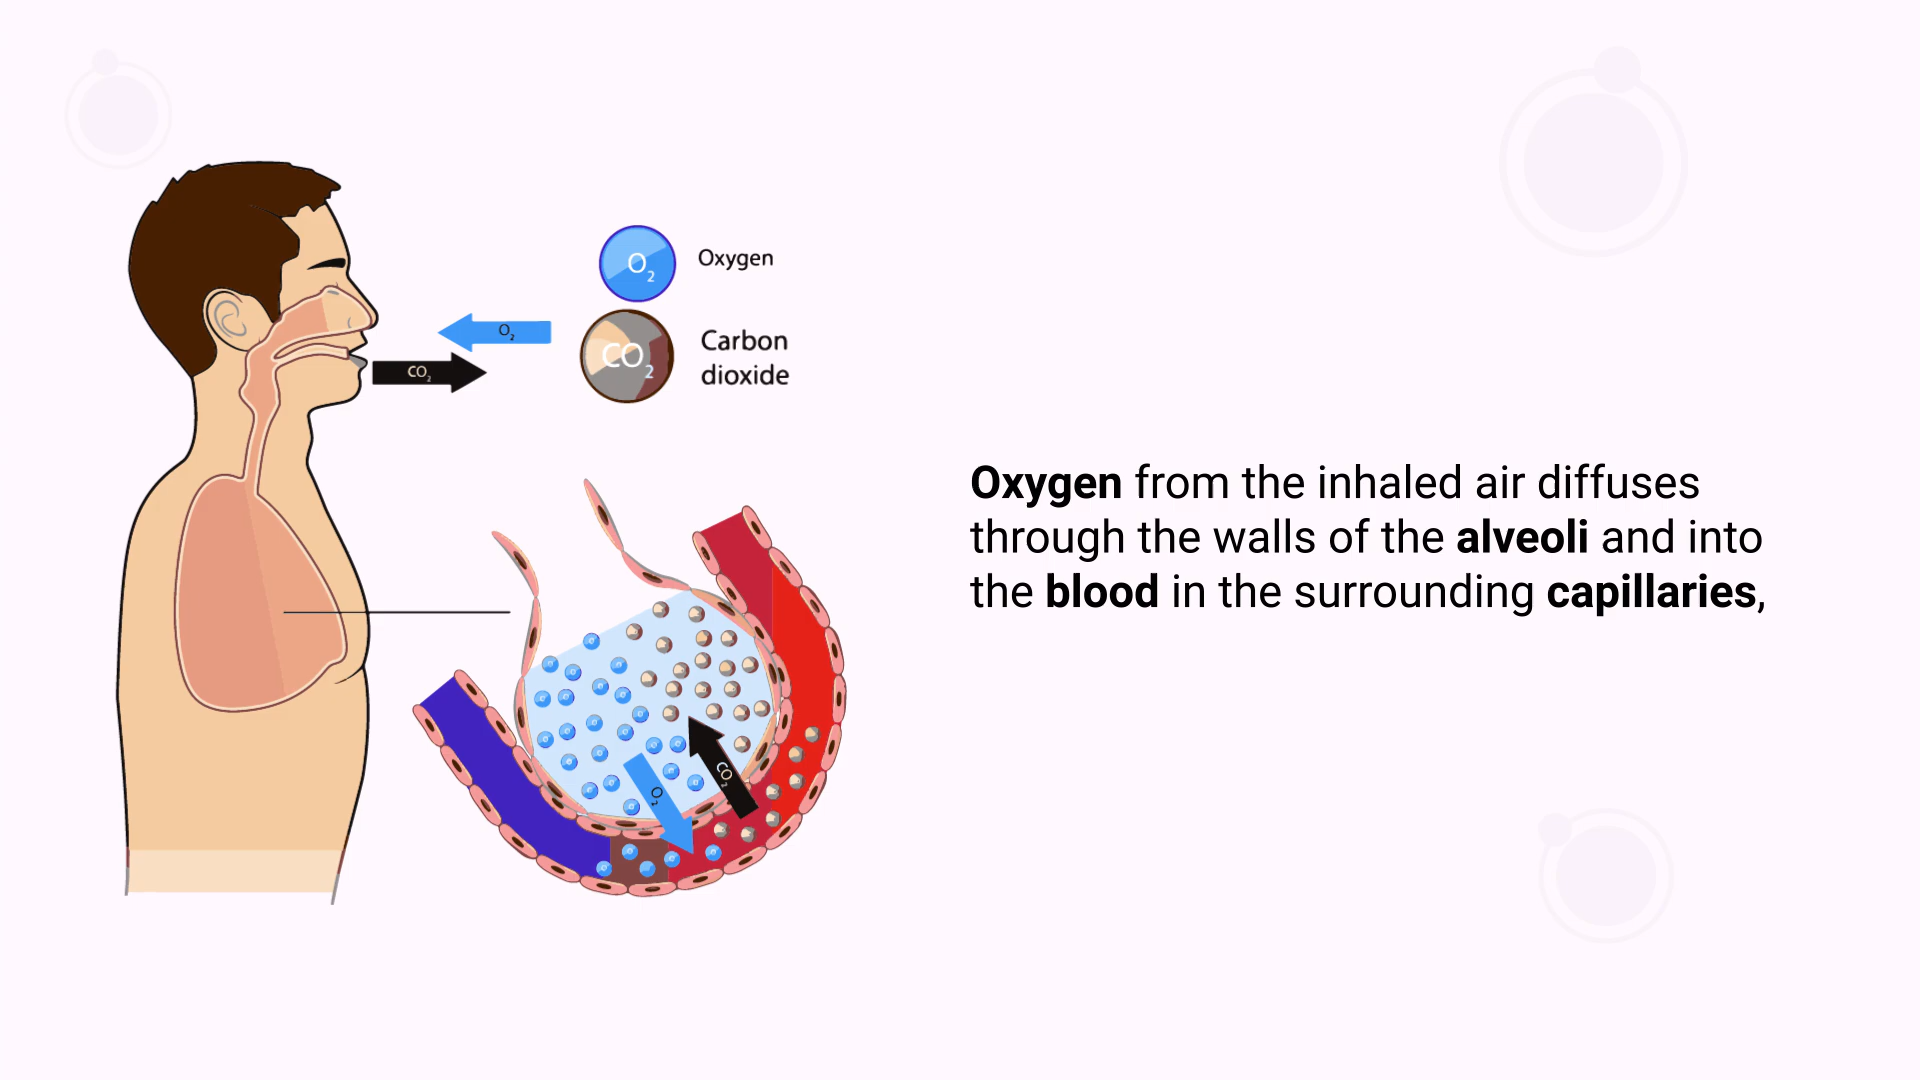 O2
Oxygen
O2
CO2
Carbon
dioxide
CO2
Oxygen from the inhaled air diffuses
through the walls of the alveoli and into
the blood in the surrounding capillaries,
CO2
O2